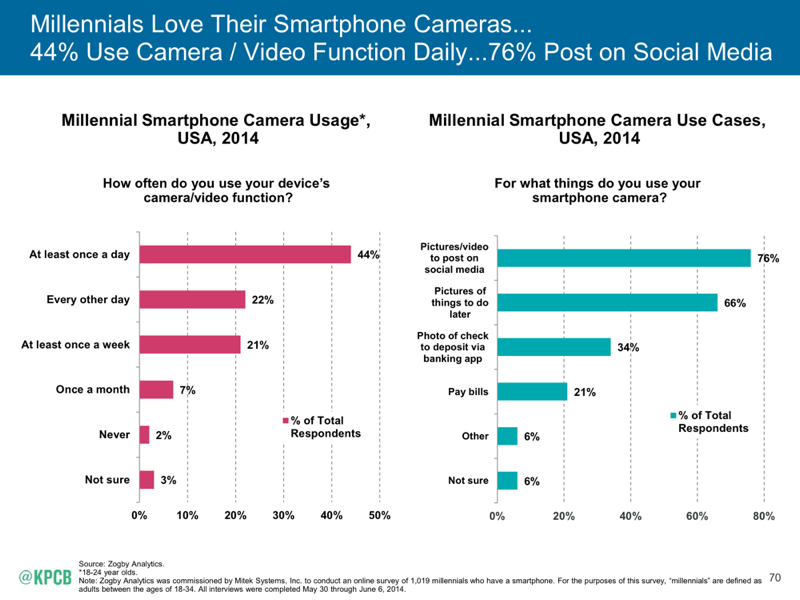 Millennials Love Their Smartphone Cameras...
44% Use Camera / Video Function Daily...76% Post on Social Media
Millennial Smartphone Camera Usage*,
USA, 2014
How often do you use your device's
camera/video function?
At least once a day
44%
Every other day
22%
At least once a week
21%
Once a month
7%
Never
2%
Not sure
3%
% of Total
Respondents
0% 10% 20% 30% 40% 50%
Millennial Smartphone Camera Use Cases,
USA, 2014
For what things do you use your
smartphone camera?
Pictures/video
to post on
social media
76%
Pictures of
things to do
later
66%
Photo of check
to deposit via
banking app
34%
Pay bills
21%
Other
6%
Not sure
6%
% of Total
Respondents
0% 20% 40% 60% 80%
@KPCB
Source: Zogby Analytics.
*18-24 year olds.
Note: Zogby Analytics was commissioned by Mitek Systems, Inc. to conduct an online survey of 1,019 millennials who have a smartphone. For the purposes of this survey, "millennials" are defined as
adults between the ages of 18-34. All interviews were completed May 30 through June 6, 2014.
70